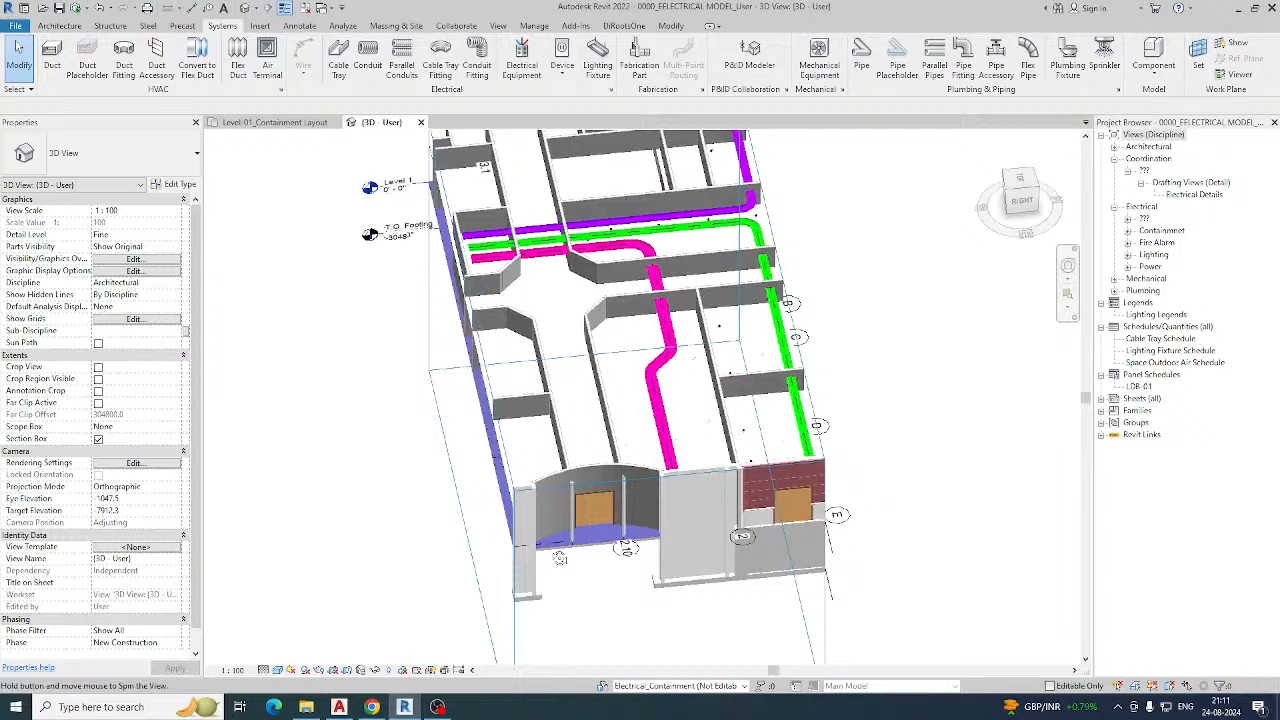 Autodesk Revit 2022 - 0000_EELECTRICAL MODEL_User - 3D View: {3D - User}
Sign In
File Architecture Structure Steel Precast Systems Insert Annotate Analyze Massing & Site Collaborate View Manage Add-Ins DiRootsOne Modify
Modify Duct Duct Placeholder Duct Fitting Duct Accessory Convert to Flex Duct Flex Duct Air Terminal Wire Cable Tray Conduit Parallel Conduits Cable Tray Fitting Conduit Fitting Electrical Equipment Device Lighting Fixture Fabrication Part Multi-Point Routing P&ID Modeler Mechanical Equipment Pipe Pipe Placeholder Parallel Pipes Pipe Fitting Pipe Accessory Flex Pipe Plumbing Fixture Sprinkler Component Set Show Ref Plane Viewer
Select HVAC Electrical Fabrication P&ID Collaboration Mechanical Plumbing & Piping Model Work Plane
Properties
Level-01_Containment Layout
{3D - User}
Project Browser - 0000_EELECTRICAL MODEL_...
3D View
3D View: {3D - User} Edit Type
Graphics
View Scale 1 : 100
Scale Value 1: 100
Detail Level Fine
Parts Visibility Show Original
Visibility/Graphics Ov... Edit...
Graphic Display Options Edit...
Discipline Architectural
Show Hidden Lines By Discipline
Default Analysis Displ... None
Show Grids Edit...
Sub-Discipline
Sun Path
Extents
Crop View
Crop Region Visible
Annotation Crop
Far Clip Active
Far Clip Offset 304800.0
Scope Box None
Section Box
Camera
Rendering Settings Edit...
Locked Orientation
Projection Mode Orthographic
Eye Elevation
Target Elevation -7912.3
Camera Position Adjusting
Identity Data
View Template <None>
View Name {3D - User}
Dependency Independent
Title on Sheet
Workset View "3D View: {3D - U...
Edited by User
Phasing
Phase Filter Show All
Phase New Construction
Properties help Apply
Level 1
0' - 0"
T.O. Footing
RIGHT
B
C
D
E
2
Views (Discipline)
Architectural
Coordination
???
Drafting Views (Detail)
Electrical Details
Electrical
???
Containment
Fire Alarm
Lighting
Power
Mechanical
Plumbing
Legends
Lighting Legends
Schedules/Quantities (all)
Cable Tray Schedule
Lighting Fixture Schedule
Outdoor Air Schedule
Panel Schedules
LDB-01
Sheets (all)
Families
Groups
Revit Links
1 : 100
Hold button and move mouse to Spin the View.
Electrical_Containment (Not Editab
:0
Main Model
Editable Only
:0
Type here to search
GBP/INR +0.79%
ENG
21:11
24-08-2024